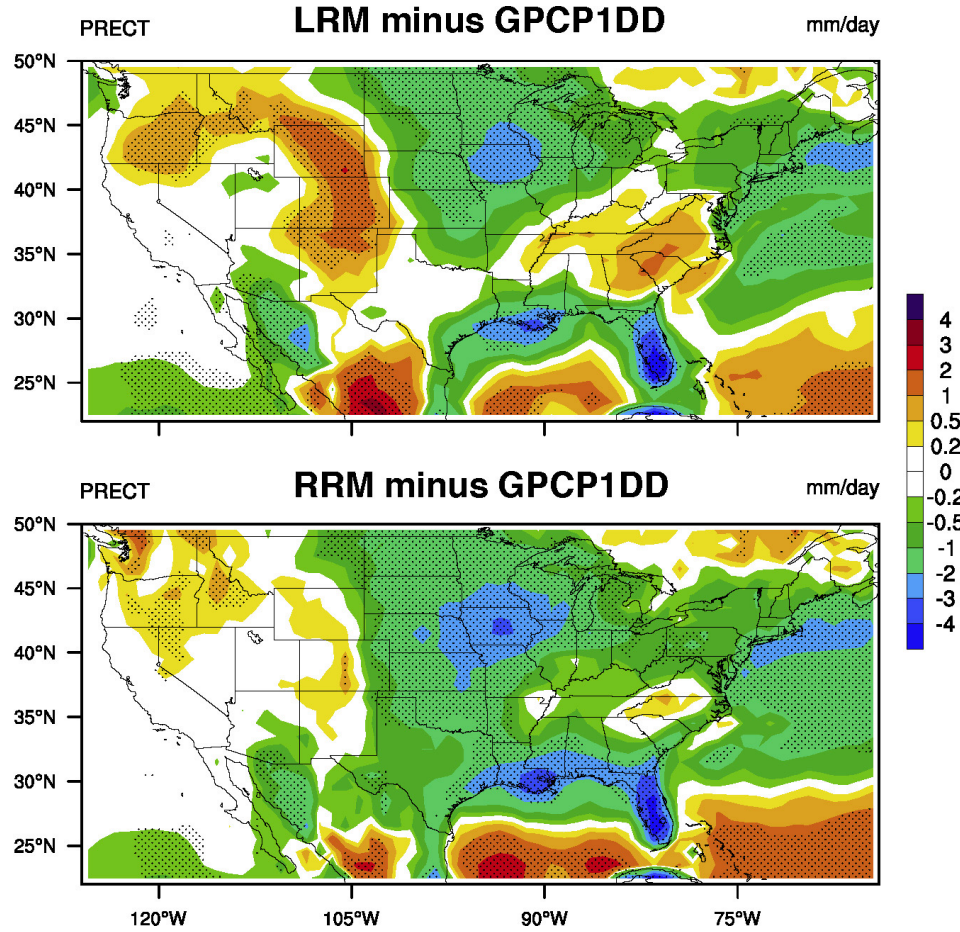 LRM minus GPCP1DD
PRECT
mm/day
50°N
45°N
40°N
35°N
30°N
25°N
RRM minus GPCP1DD
PRECT
mm/day
50°N
45°N
40°N
35°N
30°N
25°N
120°W
105°W
90°W
75°W
4
3
2
1
0.5
0.2
0
-0.2
-0.5
-1
-2
-3
-4